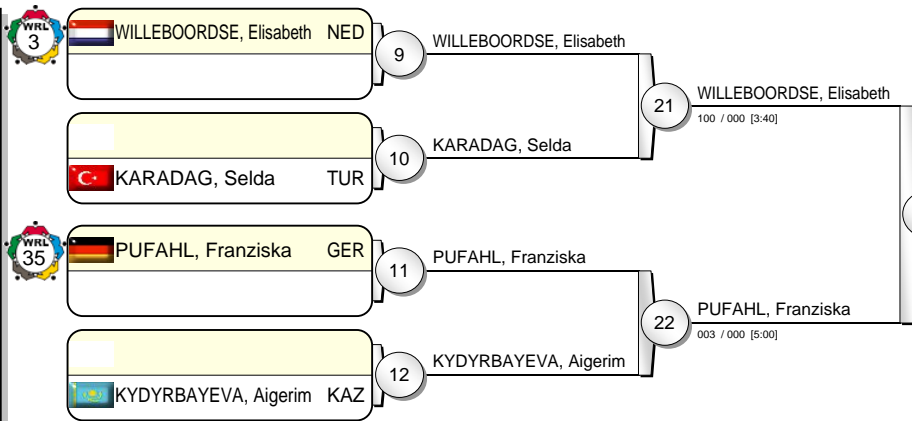 WRL
3
WILLEBOORDSE, Elisabeth NED
9
WILLEBOORDSE, Elisabeth
21
WILLEBOORDSE, Elisabeth
100 / 000 [3:40]
10
KARADAG, Selda
KARADAG, Selda TUR
WRL
35
PUFAHL, Franziska GER
11
PUFAHL, Franziska
22
PUFAHL, Franziska
003 / 000 [5:00]
12
KYDYRBAYEVA, Aigerim
KYDYRBAYEVA, Aigerim KAZ